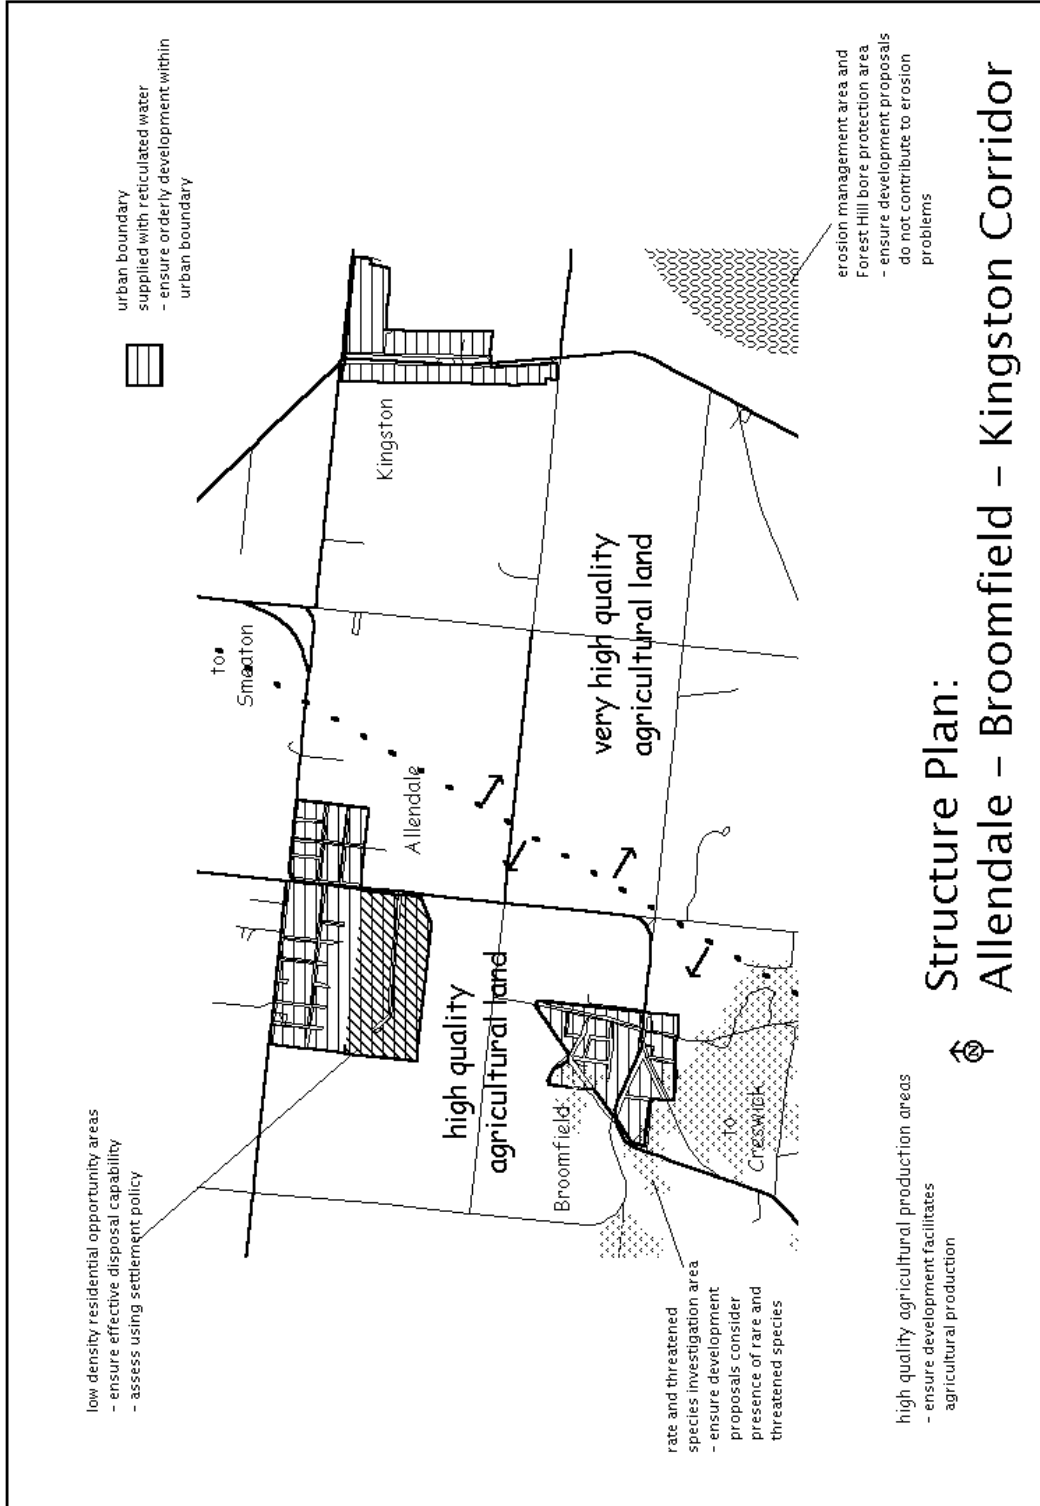 low density residential opportunity areas
- ensure effective disposal capability
- assess using settlement policy
urban boundary
supplied with reticulated water
- ensure orderly development within
urban boundary
to
Smeaton
Kingston
Allendale
high quality
agricultural land
very high quality
agricultural land
Broomfield
to
Creswick
rate and threatened
species investigation area
- ensure development
proposals consider
presence of rare and
threatened species
erosion management area and
Forest Hill bore protection area
- ensure development proposals
do not contribute to erosion
problems
high quality agricultural production areas
- ensure development facilitates
agricultural production
N
Structure Plan:
Allendale - Broomfield - Kingston Corridor